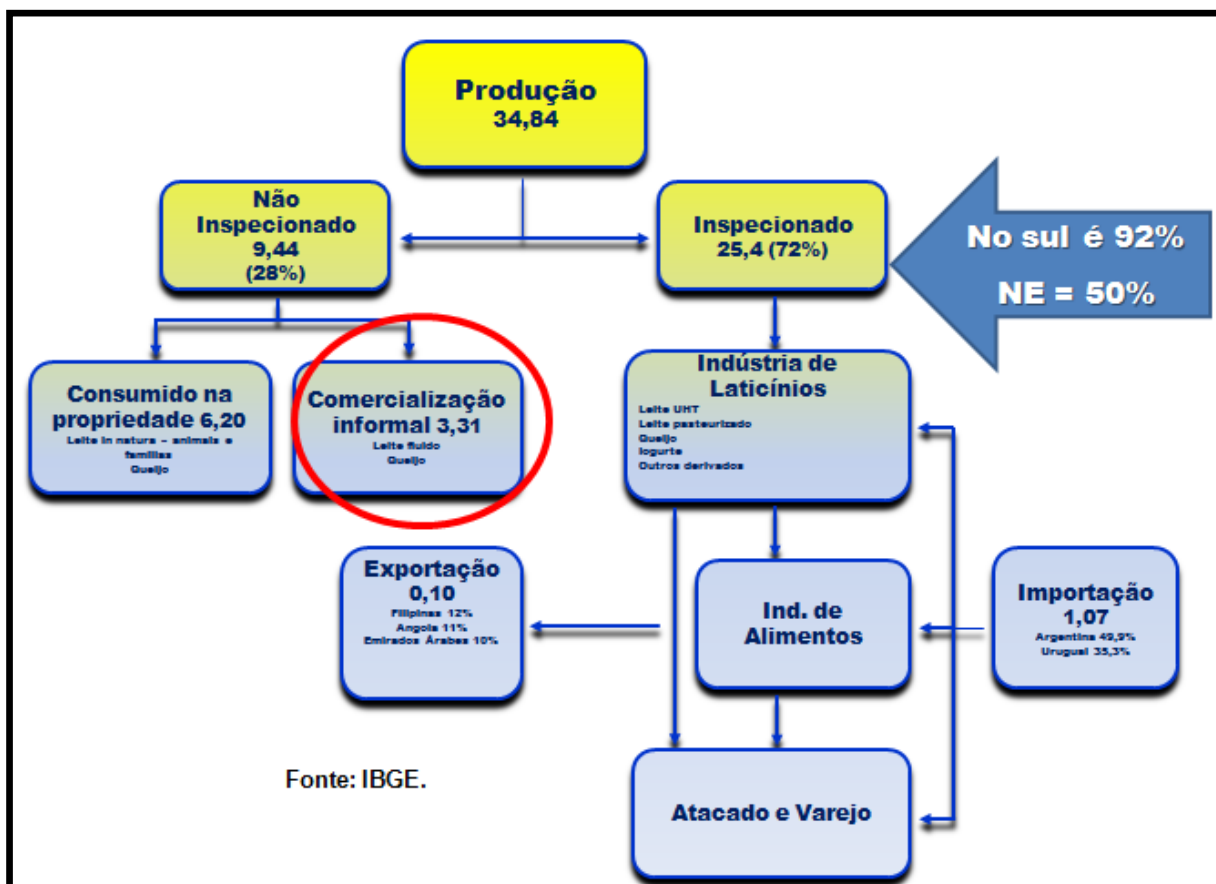 Produção
34,84
Não
Inspecionado
9,44
(28%)
Inspecionado
25,4 (72%)
No sul é 92%
NE = 50%
Consumido na
propriedade 6,20
Leite in natura – animais e
famílias
Queijo
Comercialização
informal 3,31
Leite fluido
Queijo
Indústria de
Laticínios
Leite UHT
Leite pasteurizado
Queijo
Iogurte
Outros derivados
Exportação
0,10
Filipinas 12%
Angola 11%
Emirados Árabes 10%
Ind. de
Alimentos
Importação
1,07
Argentina 49,9%
Uruguai 35,3%
Fonte: IBGE.
Atacado e Varejo